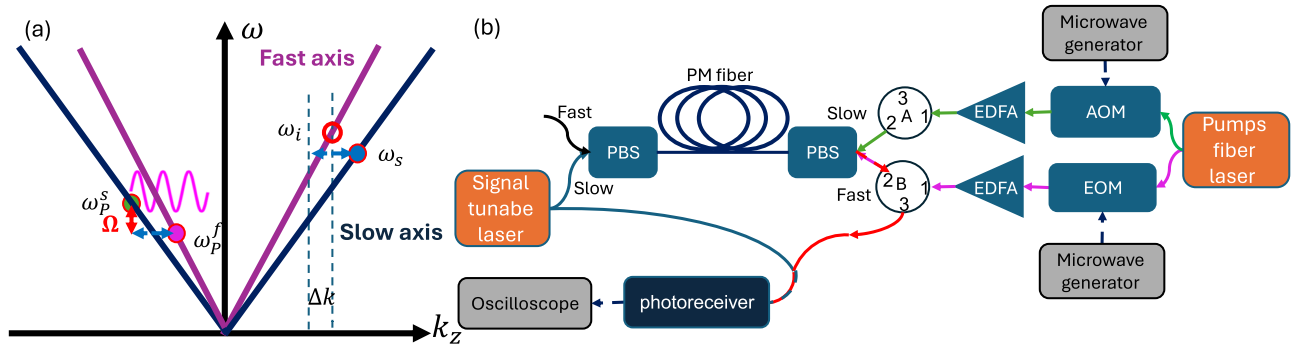 (a)
ω
Fast axis
ω_i
ω_s
ω_P^s
Ω
ω_P^f
Slow axis
Δk
k_z
(b)
Microwave
generator
PM fiber
Fast
Slow
3
A
2
1
EDFA
AOM
Pumps
fiber
laser
PBS
PBS
Slow
Signal
tunabe
laser
2
B
1
3
Fast
EDFA
EOM
Microwave
generator
Oscilloscope
photoreceiver